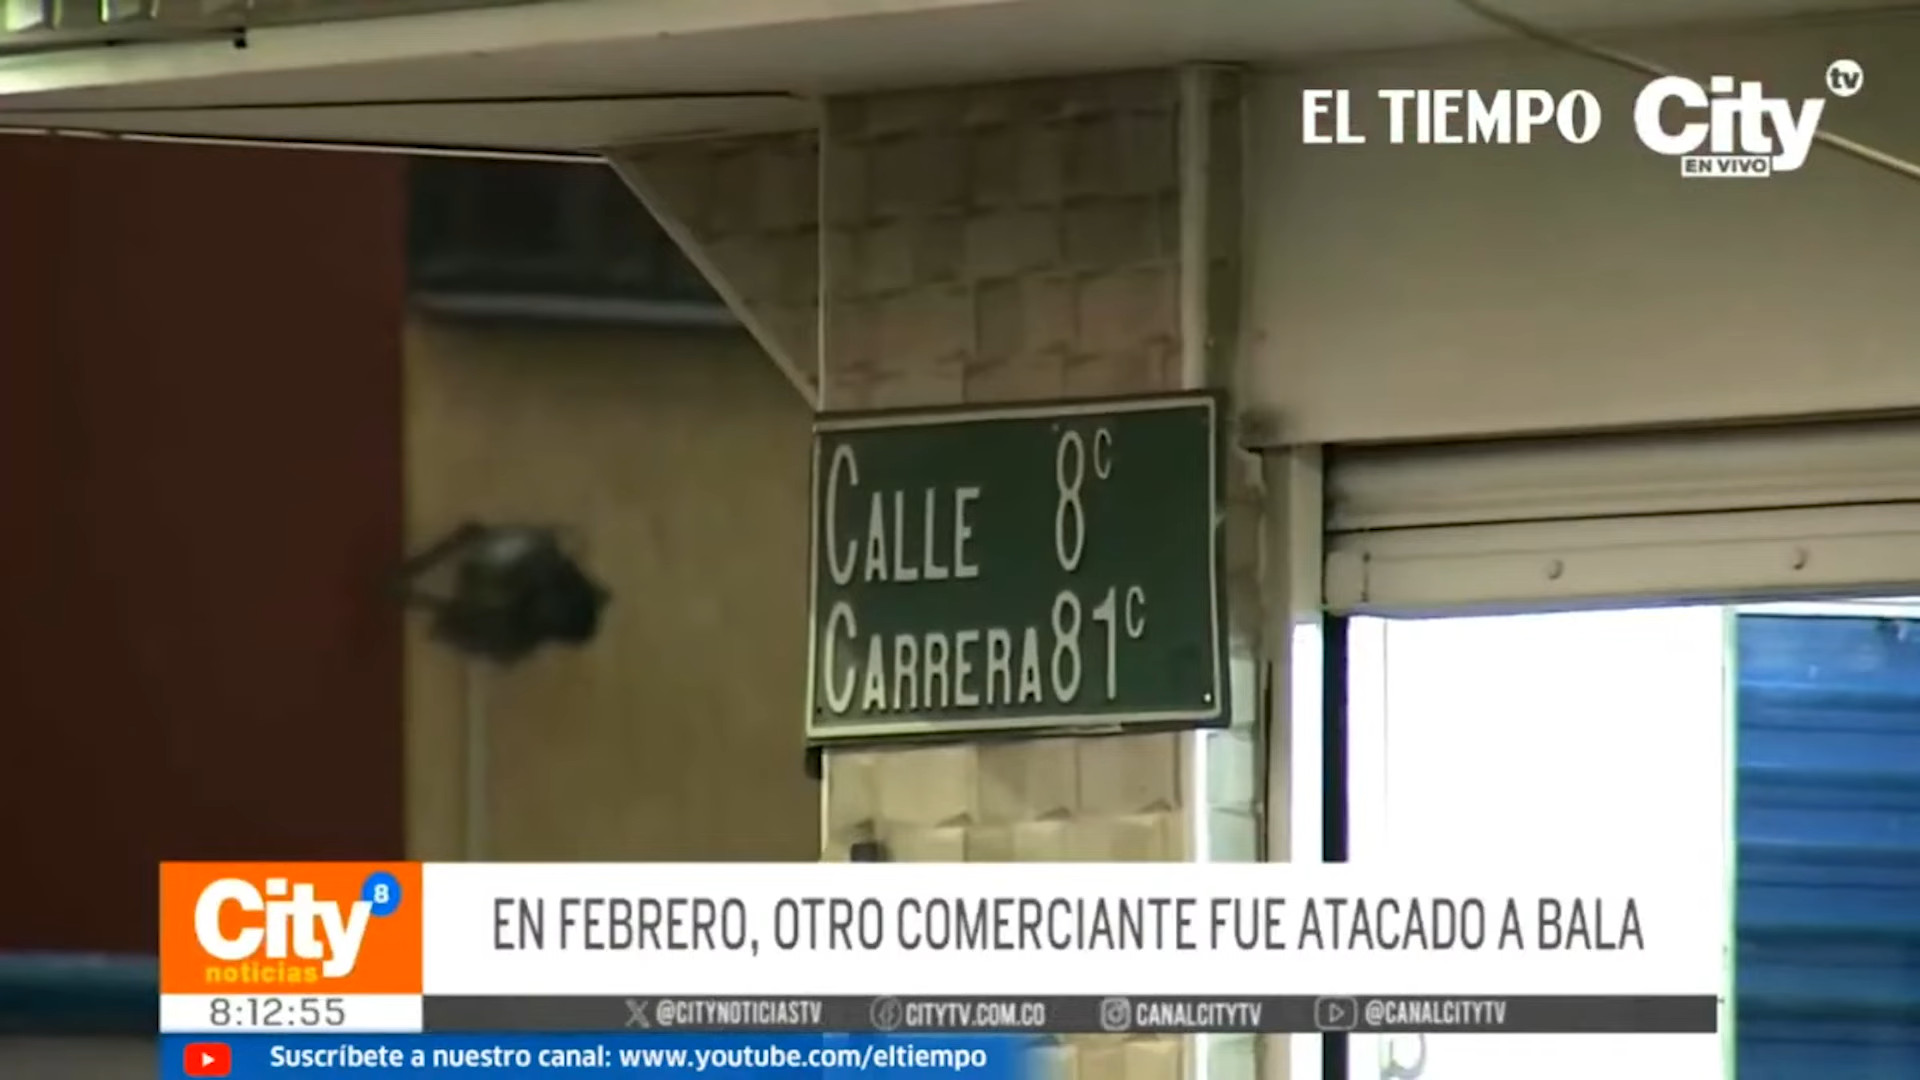 EL TIEMPO City tv
EN VIVO
CALLE 8C
CARRERA 81C
City 8
noticias
EN FEBRERO, OTRO COMERCIANTE FUE ATACADO A BALA
8:12:55
@CITYNOTICIASTV CITYTV.COM.CO CANALCITYTV @CANALCITYTV
Suscríbete a nuestro canal: www.youtube.com/eltiempo